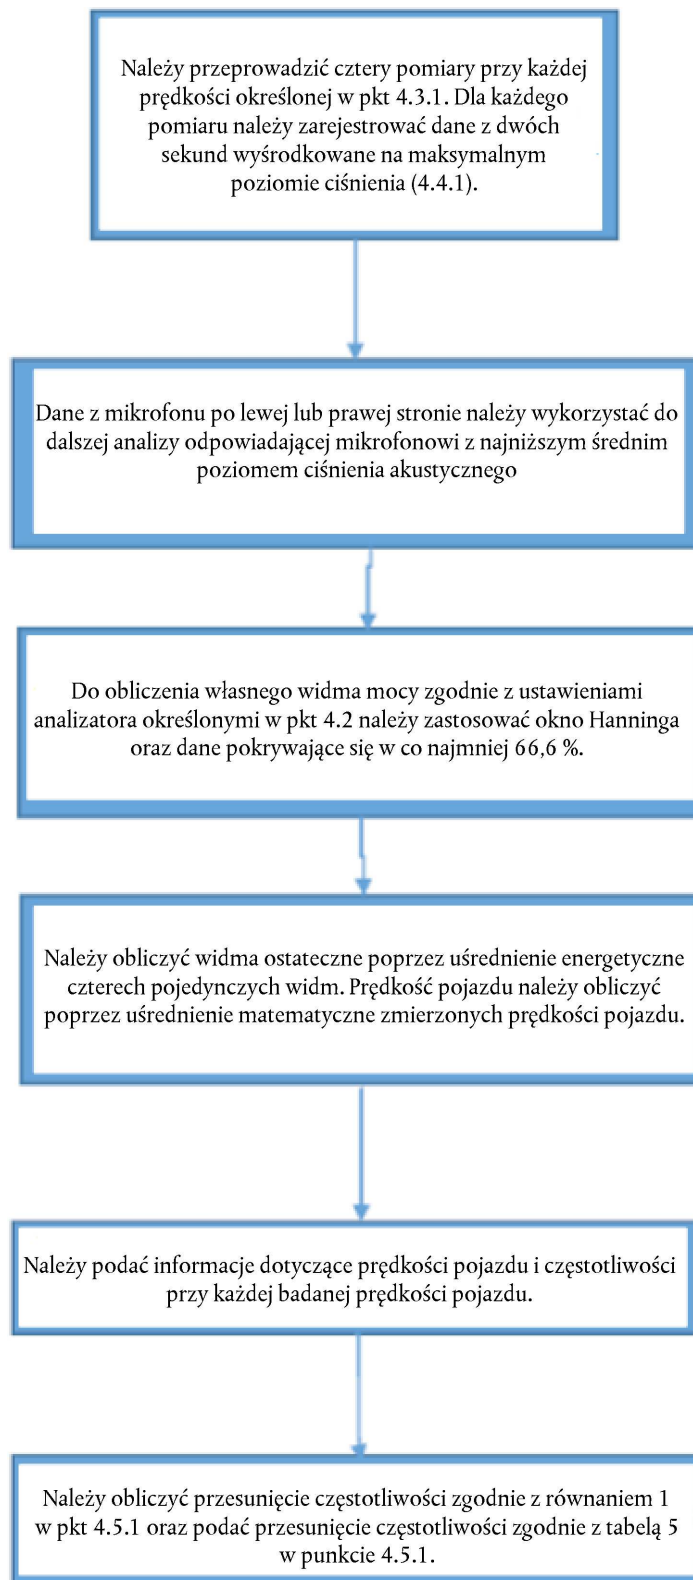 Należy przeprowadzić cztery pomiary przy każdej
prędkości określonej w pkt 4.3.1. Dla każdego
pomiaru należy zarejestrować dane z dwóch
sekund wyśrodkowane na maksymalnym
poziomie ciśnienia (4.4.1).
Dane z mikrofonu po lewej lub prawej stronie należy wykorzystać do
dalszej analizy odpowiadającej mikrofonowi z najniższym średnim
poziomem ciśnienia akustycznego
Do obliczenia własnego widma mocy zgodnie z ustawieniami
analizatora określonymi w pkt 4.2 należy zastosować okno Hanninga
oraz dane pokrywające się w co najmniej 66,6 %.
Należy obliczyć widma ostateczne poprzez uśrednienie energetyczne
czterech pojedynczych widm. Prędkość pojazdu należy obliczyć
poprzez uśrednienie matematyczne zmierzonych prędkości pojazdu.
Należy podać informacje dotyczące prędkości pojazdu i częstotliwości
przy każdej badanej prędkości pojazdu.
Należy obliczyć przesunięcie częstotliwości zgodnie z równaniem 1
w pkt 4.5.1 oraz podać przesunięcie częstotliwości zgodnie z tabelą 5
w punkcie 4.5.1.